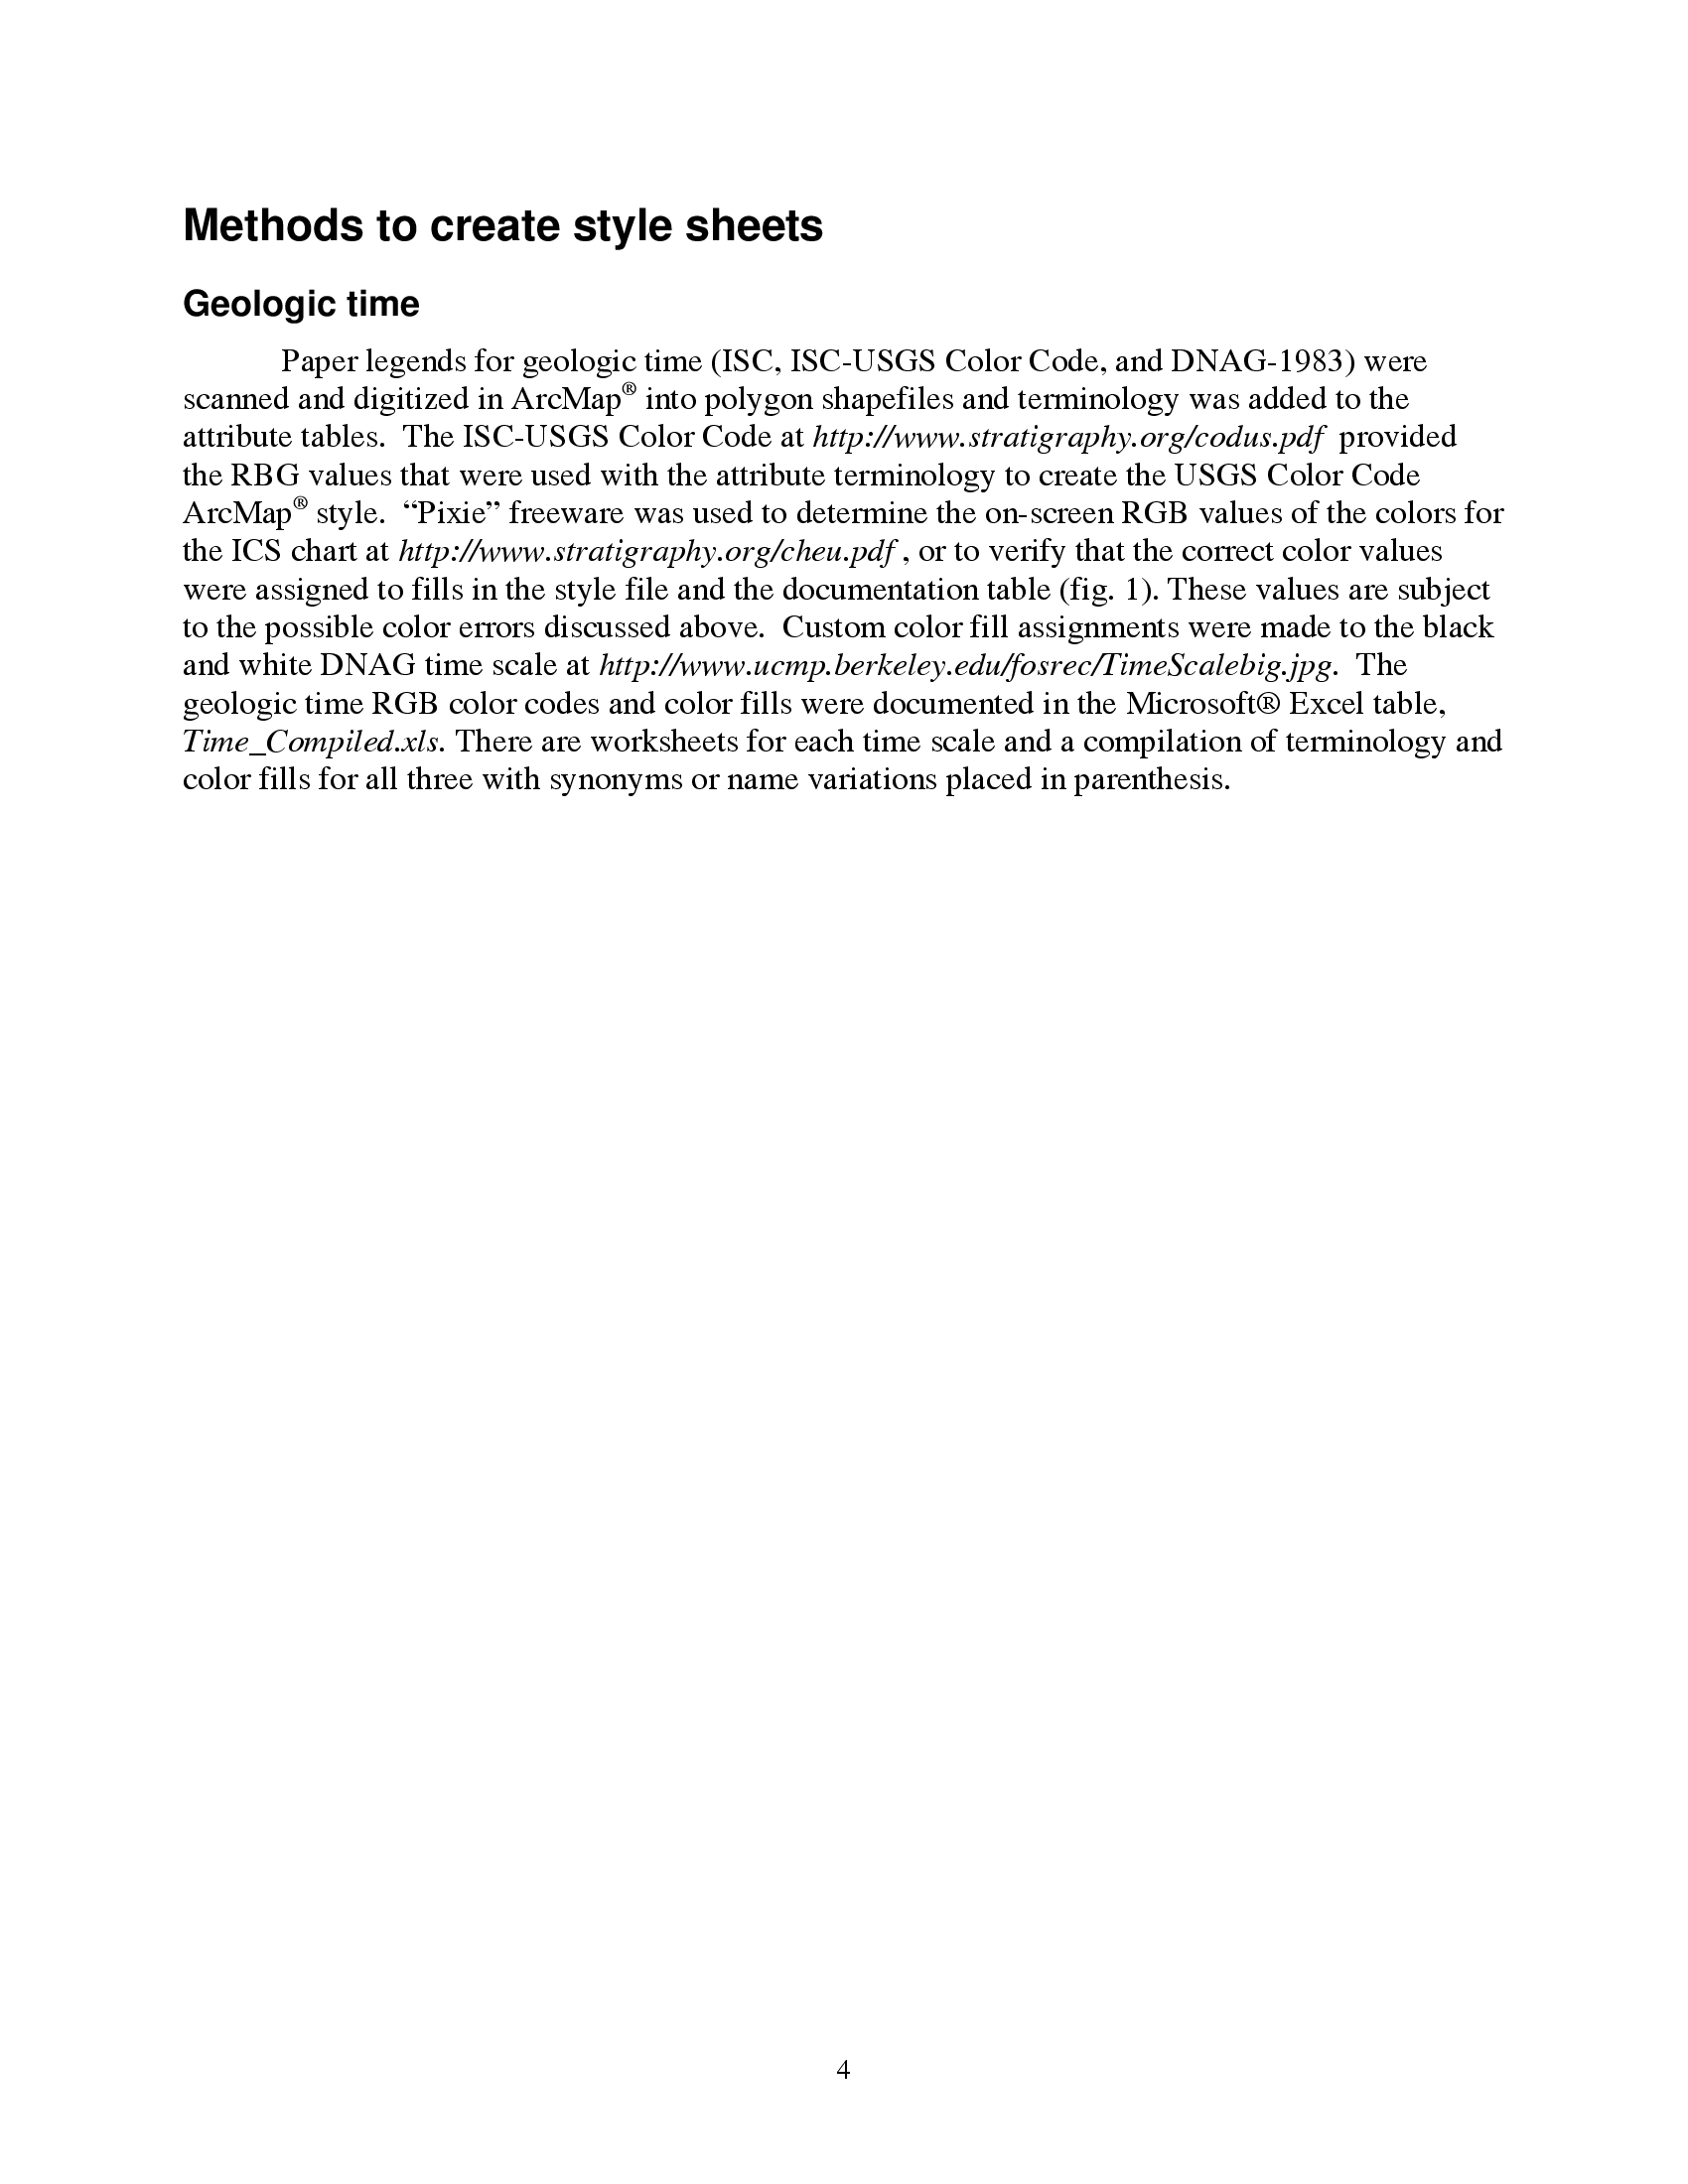 Methods to create style sheets
Geologic time
Paper legends for geologic time (ISC, ISC-USGS Color Code, and DNAG-1983) were
scanned and digitized in ArcMap® into polygon shapefiles and terminology was added to the
attribute tables.  The ISC-USGS Color Code at http://www.stratigraphy.org/codus.pdf  provided
the RBG values that were used with the attribute terminology to create the USGS Color Code
ArcMap® style.  “Pixie” freeware was used to determine the on-screen RGB values of the colors for
the ICS chart at http://www.stratigraphy.org/cheu.pdf , or to verify that the correct color values
were assigned to fills in the style file and the documentation table (fig. 1). These values are subject
to the possible color errors discussed above.  Custom color fill assignments were made to the black
and white DNAG time scale at http://www.ucmp.berkeley.edu/fosrec/TimeScalebig.jpg.  The
geologic time RGB color codes and color fills were documented in the Microsoft® Excel table,
Time_Compiled.xls. There are worksheets for each time scale and a compilation of terminology and
color fills for all three with synonyms or name variations placed in parenthesis.
4